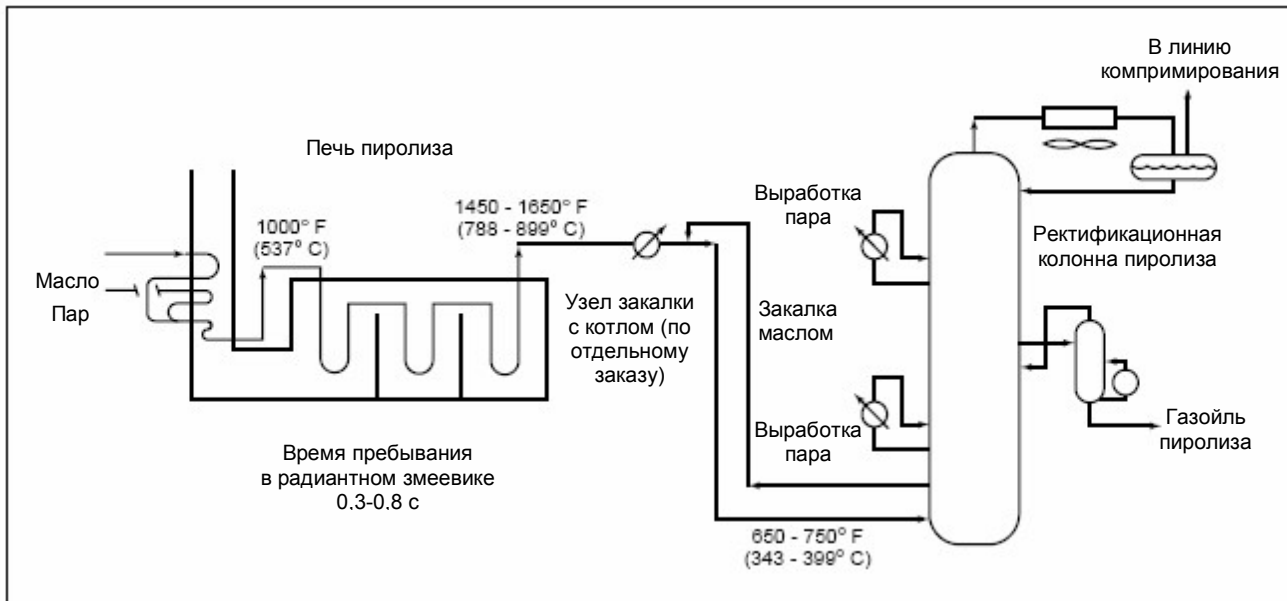 В линию
компримирования
Печь пиролиза
1450 - 1650° F
(788 - 899° C)
1000° F
(537° C)
Выработка
пара
Ректификационная
колонна пиролиза
Масло
Пар
Узел закалки
с котлом (по
отдельному
заказу)
Закалка
маслом
Выработка
пара
Газойль
пиролиза
Время пребывания
в радиантном змеевике
0,3-0,8 с
650 - 750° F
(343 - 399° C)